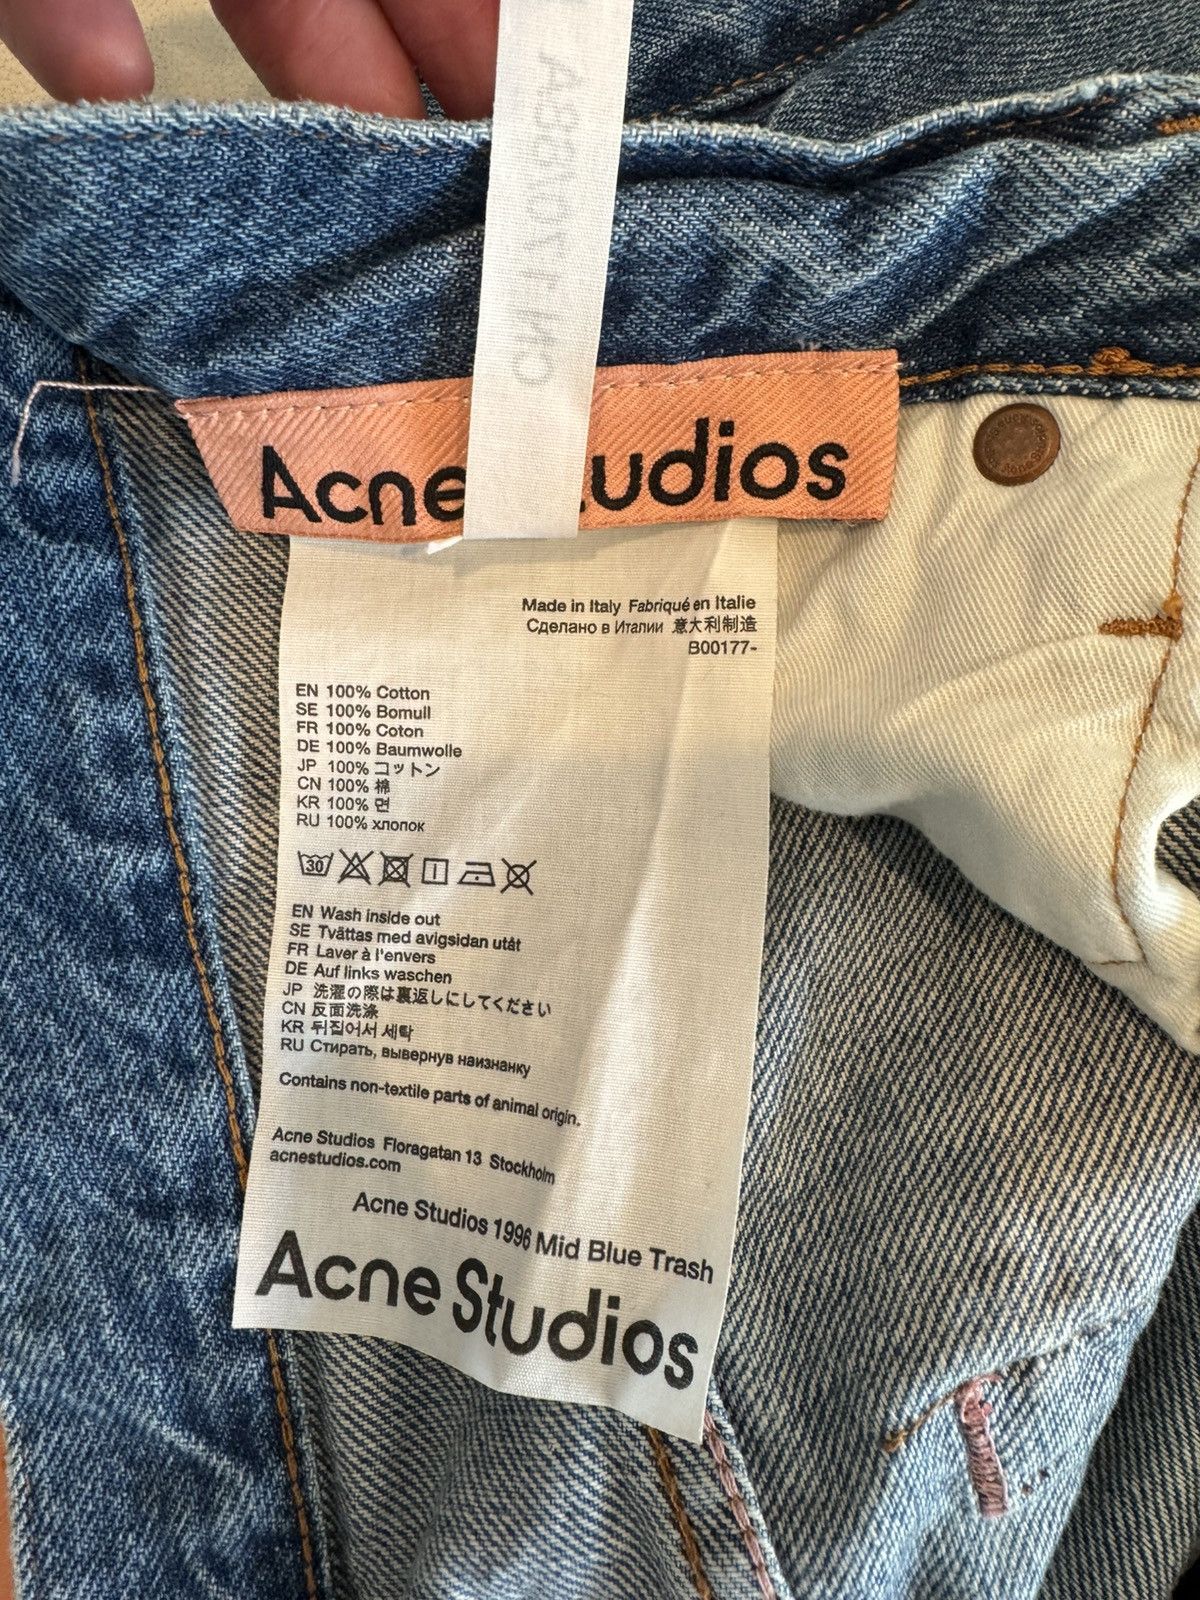 Acne Studios
Made in Italy Fabriqué en Italie
Сделано в Италии 意大利制造
B00177-
EN 100% Cotton
SE 100% Bomull
FR 100% Coton
DE 100% Baumwolle
JP 100% コットン
CN 100% 棉
KR 100% 면
RU 100% хлопок
30
EN Wash inside out
SE Tvättas med avigsidan utåt
FR Laver à l'envers
DE Auf links waschen
JP 洗濯の際は裏返しにしてください
CN 反面洗涤
KR 뒤집어서 세탁
RU Стирать, вывернув наизнанку
Contains non-textile parts of animal origin.
Acne Studios Floragatan 13 Stockholm
acnestudios.com
Acne Studios 1996 Mid Blue Trash
Acne Studios